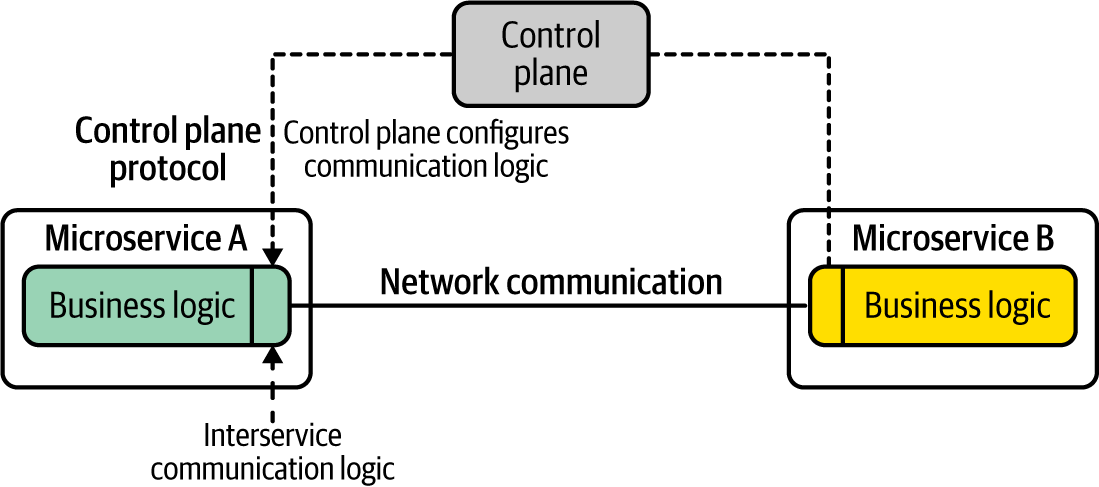 Control
plane
Control plane
protocol
Control plane configures
communication logic
Microservice A
Business logic
Network communication
Microservice B
Business logic
Interservice
communication logic